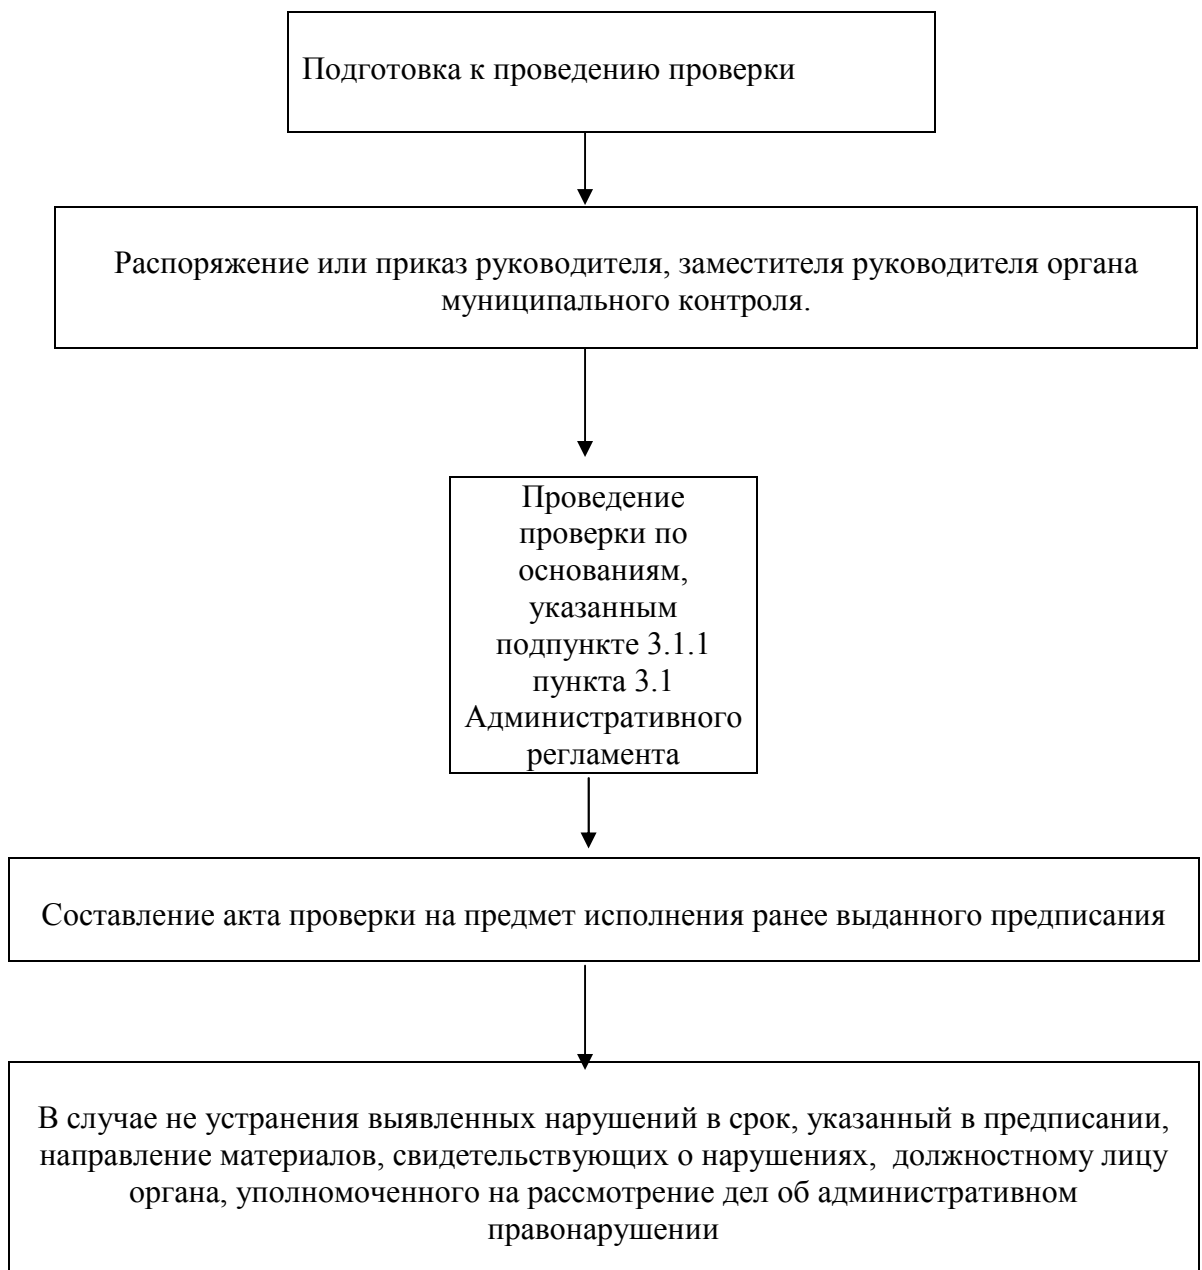 Подготовка к проведению проверки
Распоряжение или приказ руководителя, заместителя руководителя органа
муниципального контроля.
Проведение
проверки по
основаниям,
указанным
подпункте 3.1.1
пункта 3.1
Административного
регламента
Составление акта проверки на предмет исполнения ранее выданного предписания
В случае не устранения выявленных нарушений в срок, указанный в предписании,
направление материалов, свидетельствующих о нарушениях,  должностному лицу
органа, уполномоченного на рассмотрение дел об административном
правонарушении